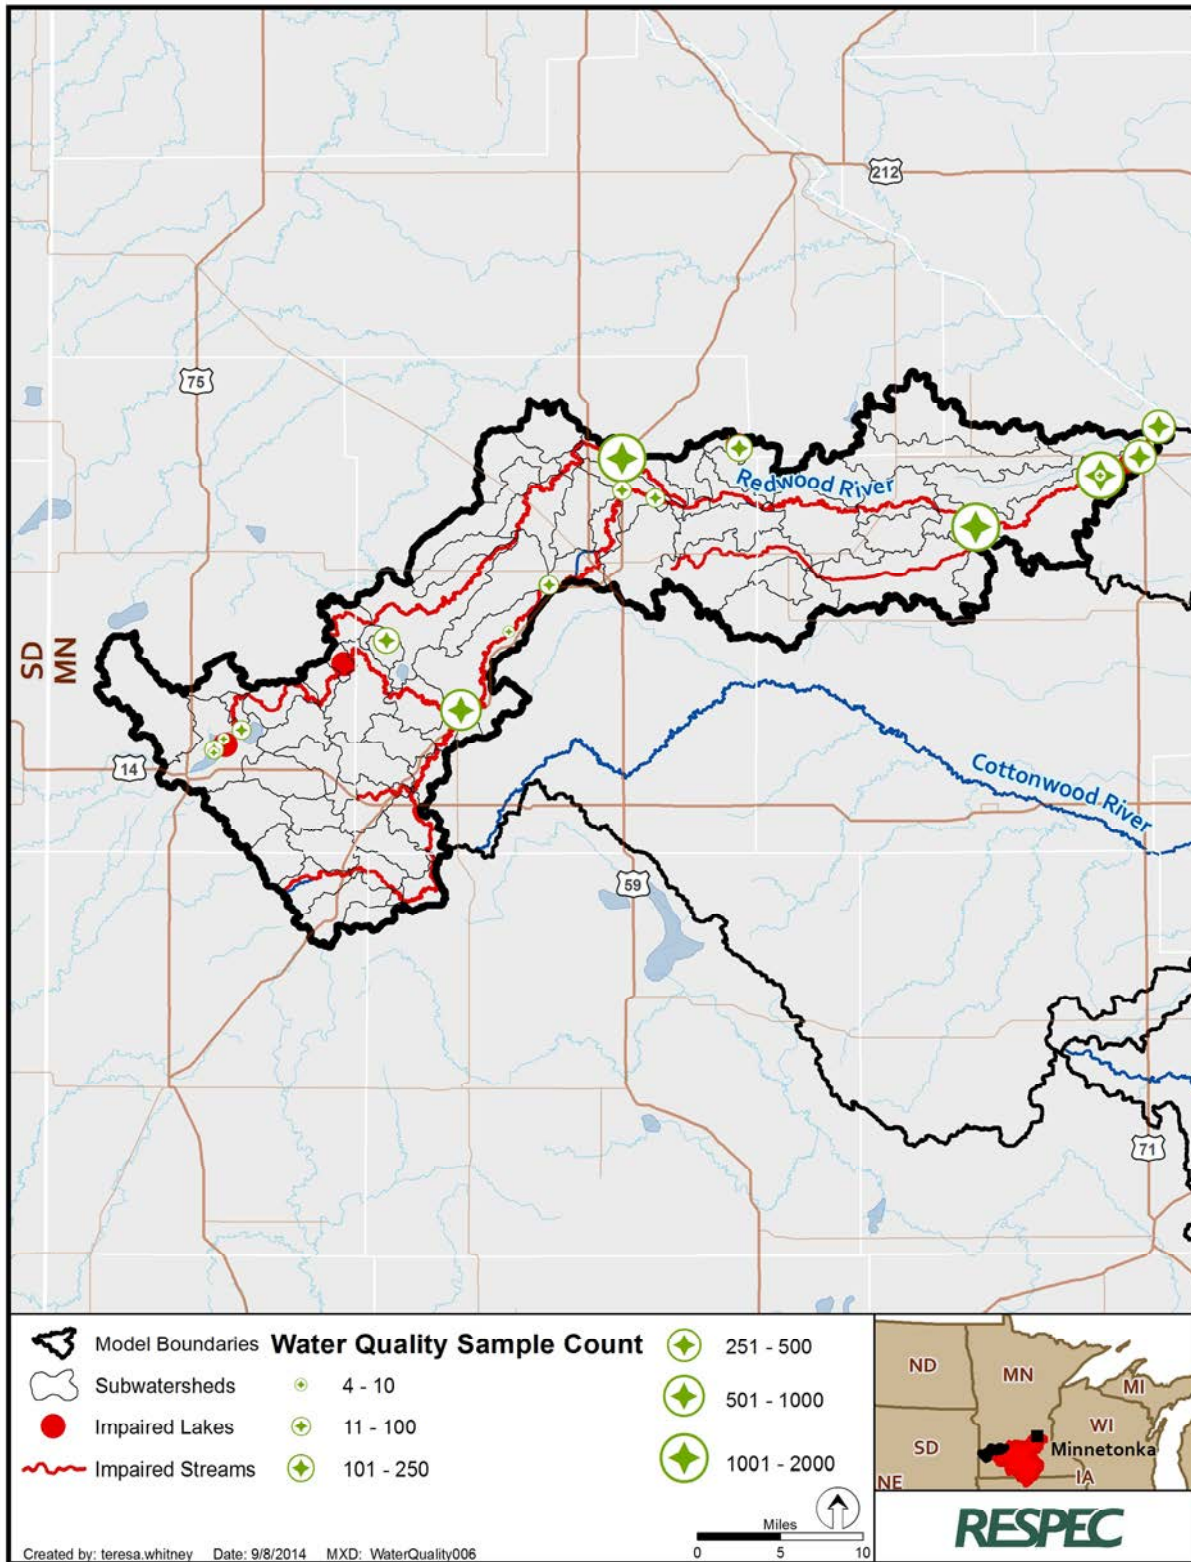 212
75
Redwood River
SD
MN
14
Cottonwood River
59
71
Model Boundaries
Subwatersheds
Impaired Lakes
Impaired Streams
Water Quality Sample Count
4 - 10
11 - 100
101 - 250
251 - 500
501 - 1000
1001 - 2000
Miles
0 5 10
Created by: teresa.whitney Date: 9/8/2014 MXD: WaterQuality006
ND
MN
MI
WI
SD
Minnetonka
NE
IA
RESPEC